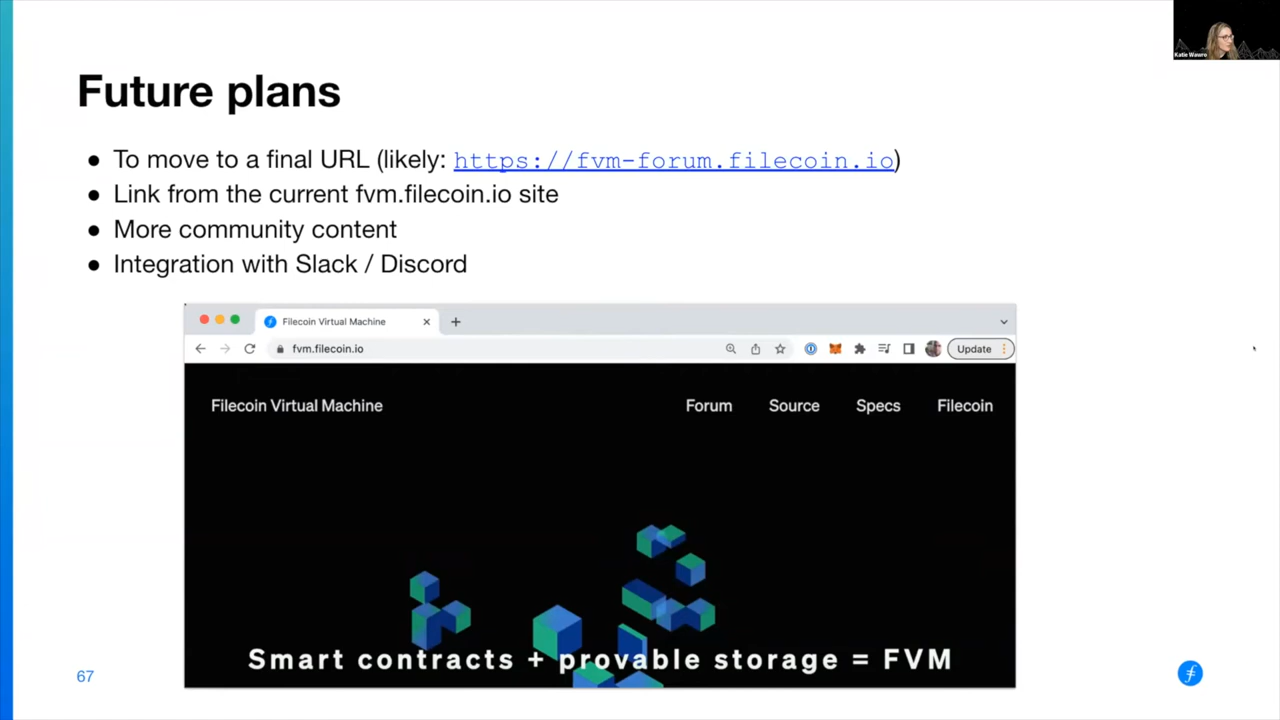 Katie Wawro
Future plans
● To move to a final URL (likely: https://fvm-forum.filecoin.io)
● Link from the current fvm.filecoin.io site
● More community content
● Integration with Slack / Discord
Filecoin Virtual Machine
fvm.filecoin.io
Update
Filecoin Virtual Machine
Forum Source Specs Filecoin
Smart contracts + provable storage = FVM
67